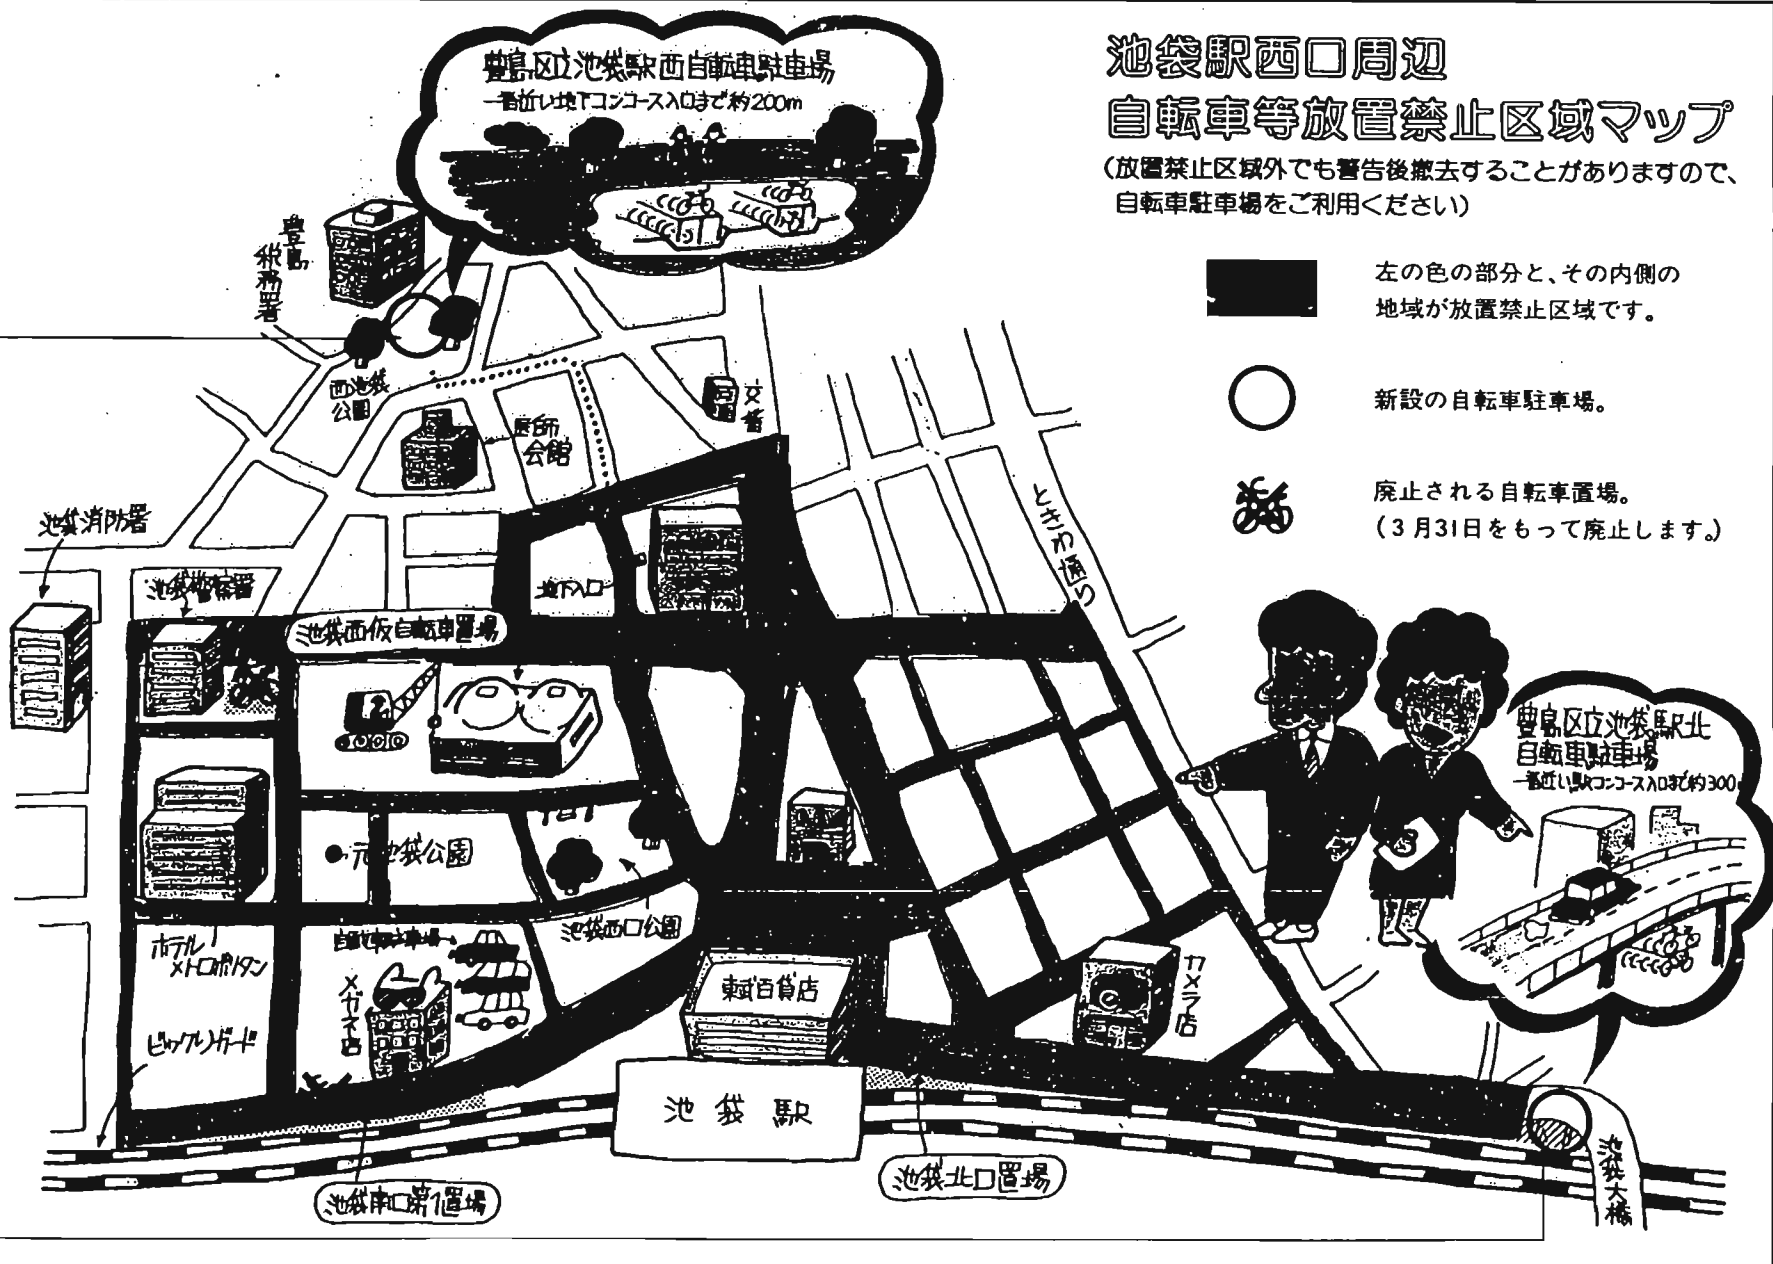 池袋駅西口周辺
自転車等放置禁止区域マップ
(放置禁止区域外でも警告後撤去することがありますので、
自転車駐車場をご利用ください)
左の色の部分と、その内側の
地域が放置禁止区域です。
新設の自転車駐車場。
廃止される自転車置場。
(3月31日をもって廃止します。)
豊島区立池袋駅西自転車駐車場
一番近い地下コンコース入口まで約200m
豊島
税務署
西池袋
公園
医師
会館
交番
池袋消防署
池袋警察署
地下入口
ときわ通り
池袋西仮自転車置場
元池袋公園
池袋西口公園
ホテル
メトロポリタン
自動車駐車場
メガネ店
ビックリガード
東武百貨店
カメラ店
豊島区立池袋駅北
自転車駐車場
一番近い駅コンコース入口まで約300
池袋駅
池袋南口第1置場
池袋北口置場
池袋大橋